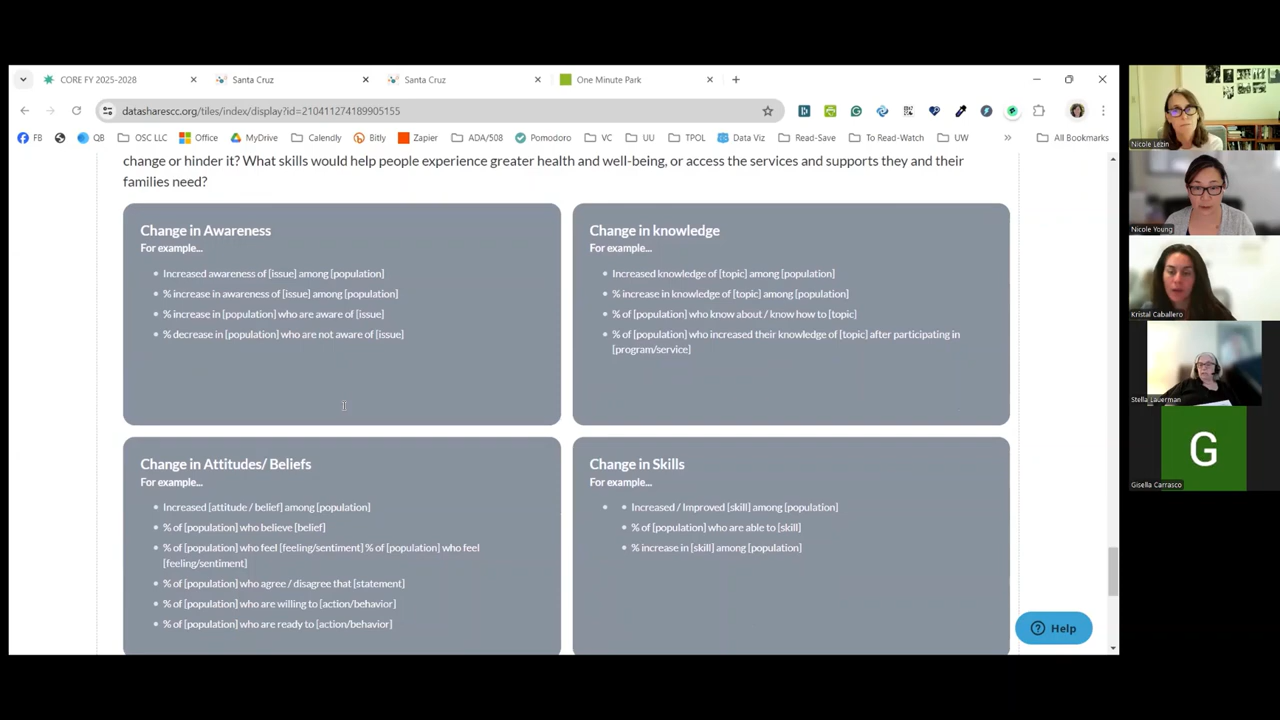 CORE FY 2025-2028
Santa Cruz
Santa Cruz
One Minute Park
datasharescc.org/tiles/index/display?id=210411274189905155
FB
QB
OSC LLC
Office
MyDrive
Calendly
Bitly
Zapier
ADA/508
Pomodoro
VC
UU
TPOL
Data Viz
Read-Save
To Read-Watch
UW
»
All Bookmarks
change or hinder it? What skills would help people experience greater health and well-being, or access the services and supports they and their
families need?
Change in Awareness
For example...
• Increased awareness of [issue] among [population]
• % increase in awareness of [issue] among [population]
• % increase in [population] who are aware of [issue]
• % decrease in [population] who are not aware of [issue]
Change in knowledge
For example...
• Increased knowledge of [topic] among [population]
• % increase in knowledge of [topic] among [population]
• % of [population] who know about / know how to [topic]
• % of [population] who increased their knowledge of [topic] after participating in
[program/service]
Change in Attitudes/ Beliefs
For example...
• Increased [attitude / belief] among [population]
• % of [population] who believe [belief]
• % of [population] who feel [feeling/sentiment] % of [population] who feel
[feeling/sentiment]
• % of [population] who agree / disagree that [statement]
• % of [population] who are willing to [action/behavior]
• % of [population] who are ready to [action/behavior]
Change in Skills
For example...
• Increased / Improved [skill] among [population]
• % of [population] who are able to [skill]
• % increase in [skill] among [population]
Help
Nicole Lezin
Nicole Young
Kristal Caballero
Stella Lauerman
G
Gisella Carrasco